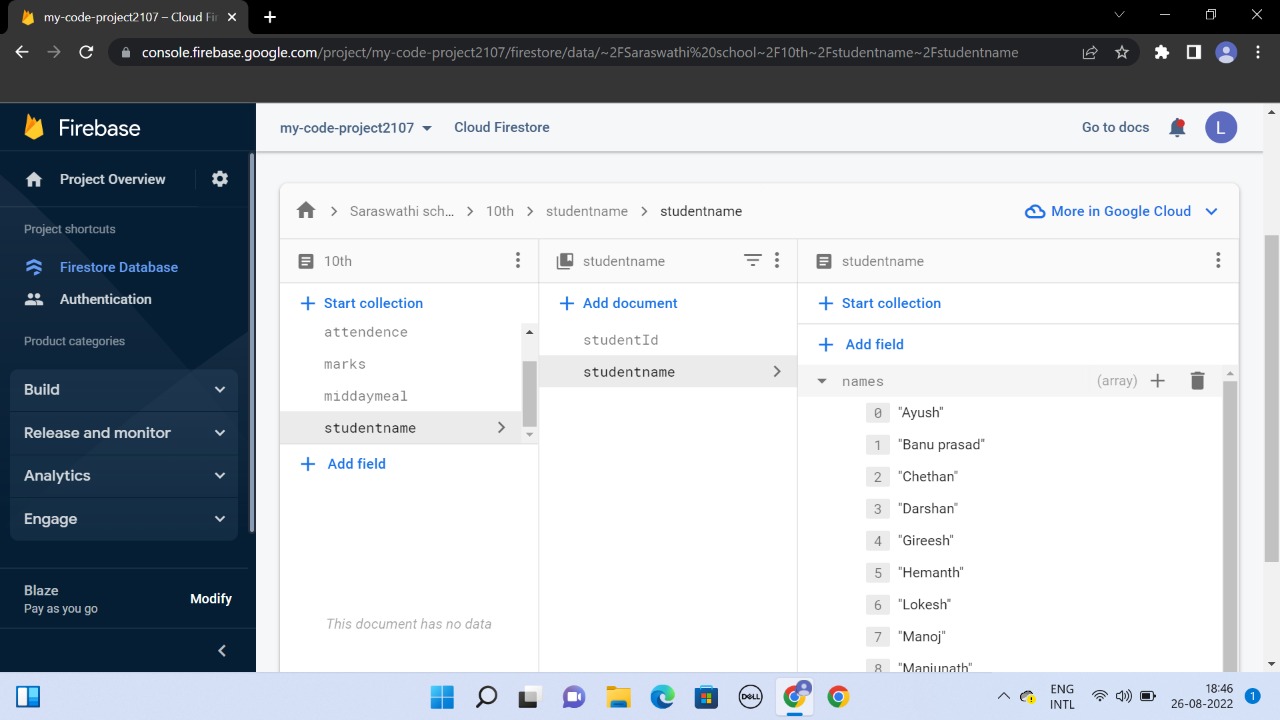 my-code-project2107 – Cloud Fir
console.firebase.google.com/project/my-code-project2107/firestore/data/~2FSaraswathi%20school~2F10th~2Fstudentname~2Fstudentname
Firebase
my-code-project2107
Cloud Firestore
Go to docs
L
Project Overview
Project shortcuts
Firestore Database
Authentication
Product categories
Build
Release and monitor
Analytics
Engage
Blaze
Pay as you go
Modify
Saraswathi sch...
10th
studentname
studentname
More in Google Cloud
10th
Start collection
attendence
marks
middaymeal
studentname
Add field
This document has no data
studentname
Add document
studentId
studentname
studentname
Start collection
Add field
names (array)
0 "Ayush"
1 "Banu prasad"
2 "Chethan"
3 "Darshan"
4 "Gireesh"
5 "Hemanth"
6 "Lokesh"
7 "Manoj"
8 "Manjunath"
DELL
ENG
INTL
18:46
26-08-2022
1